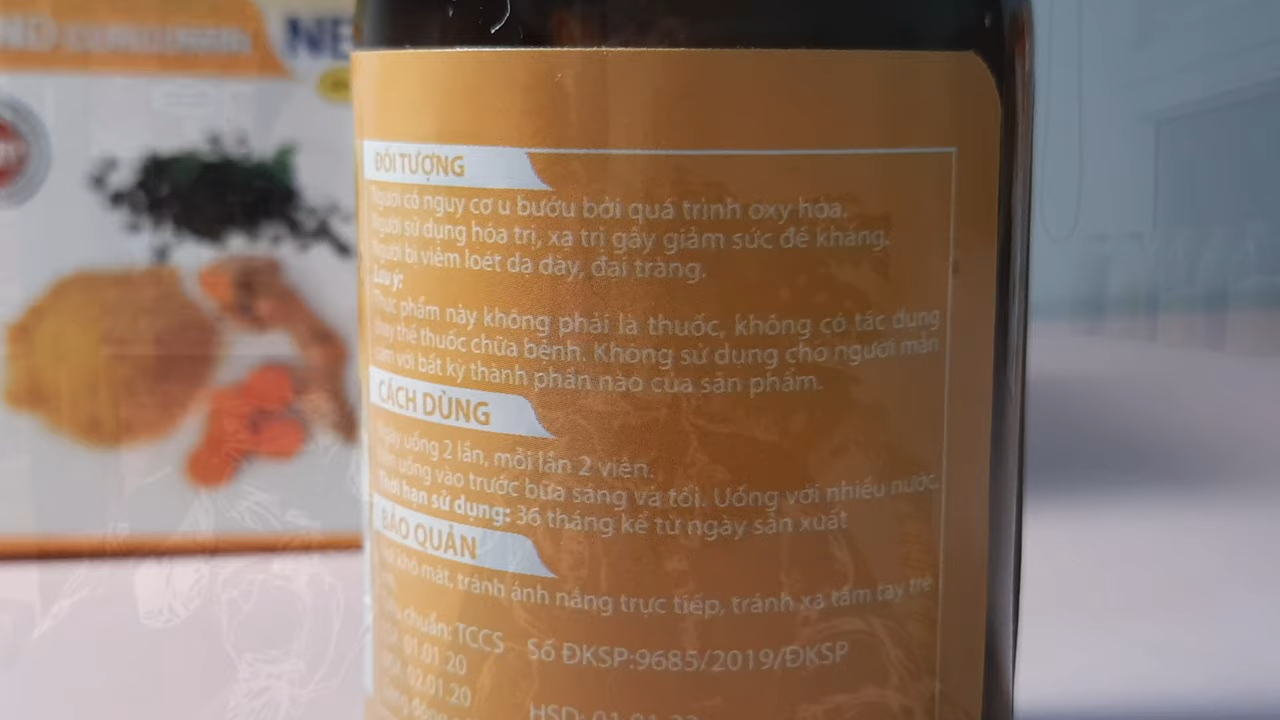 CURCUMIN
NE
ĐỐI TƯỢNG
Người có nguy cơ u bướu bởi quá trình oxy hóa.
Người sử dụng hóa trị, xạ trị gây giảm sức đề kháng.
Người bị viêm loét dạ dày, đại tràng.
Lưu ý:
Thực phẩm này không phải là thuốc, không có tác dụng
thay thế thuốc chữa bệnh. Không sử dụng cho người mẫn
cảm với bất kỳ thành phần nào của sản phẩm.
CÁCH DÙNG
Ngày uống 2 lần, mỗi lần 2 viên.
uống vào trước bữa sáng và tối. Uống với nhiều nước.
Thời hạn sử dụng: 36 tháng kể từ ngày sản xuất
BẢO QUẢN
khô mát, tránh ánh nắng trực tiếp, tránh xa tầm tay trẻ
chuẩn: TCCS Số ĐKSP:9685/2019/ĐKSP
01.01 20
02.01.20
HSD: 01.01.23